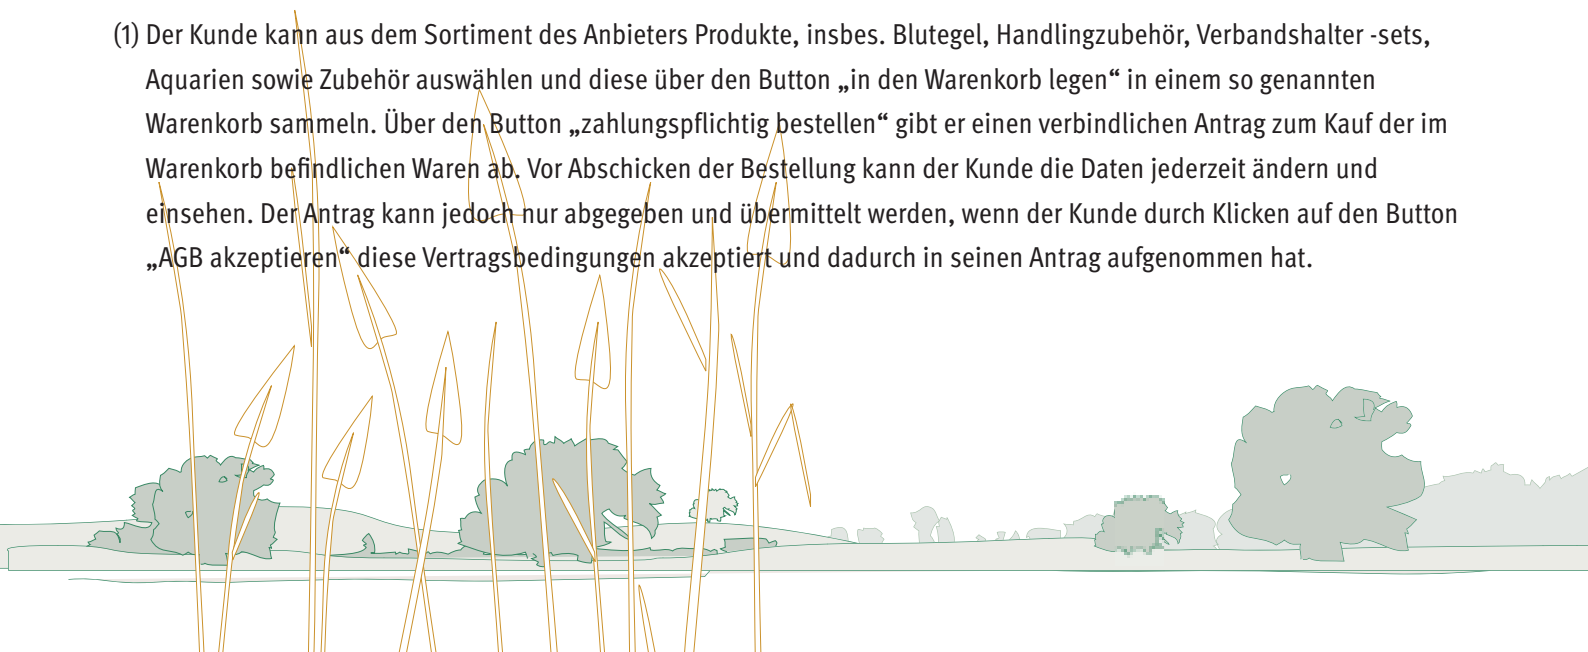 (1) Der Kunde kann aus dem Sortiment des Anbieters Produkte, insbes. Blutegel, Handlingzubehör, Verbandshalter -sets,
Aquarien sowie Zubehör auswählen und diese über den Button „in den Warenkorb legen“ in einem so genannten
Warenkorb sammeln. Über den Button „zahlungspflichtig bestellen“ gibt er einen verbindlichen Antrag zum Kauf der im
Warenkorb befindlichen Waren ab. Vor Abschicken der Bestellung kann der Kunde die Daten jederzeit ändern und
einsehen. Der Antrag kann jedoch nur abgegeben und übermittelt werden, wenn der Kunde durch Klicken auf den Button
„AGB akzeptieren“ diese Vertragsbedingungen akzeptiert und dadurch in seinen Antrag aufgenommen hat.